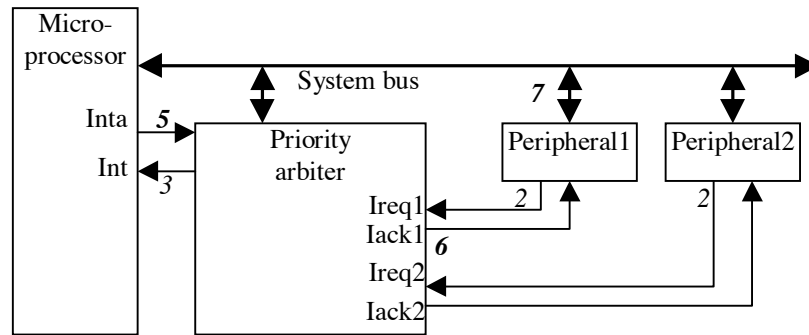 Micro-
processor
System bus
7
Inta
5
Int
3
Priority
arbiter
Peripheral1
Peripheral2
Ireq1
2
2
Iack1
6
Ireq2
Iack2